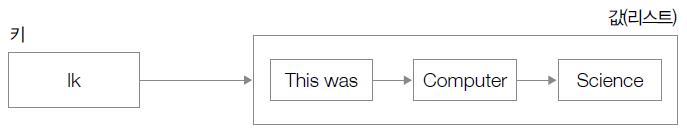 값(리스트)
키
lk
This was
Computer
Science